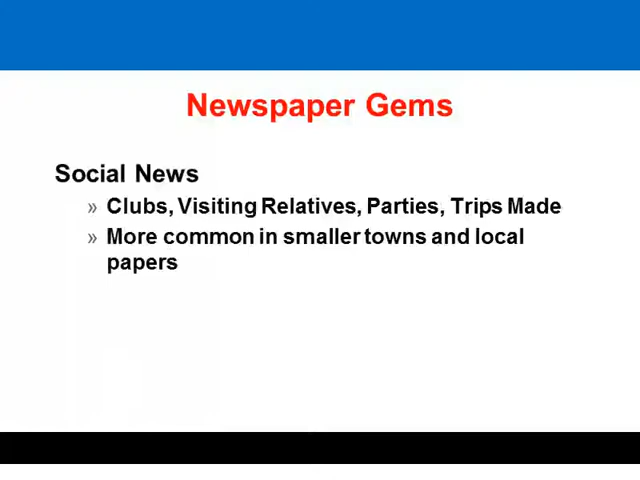 Newspaper Gems
Social News
» Clubs, Visiting Relatives, Parties, Trips Made
» More common in smaller towns and local
papers